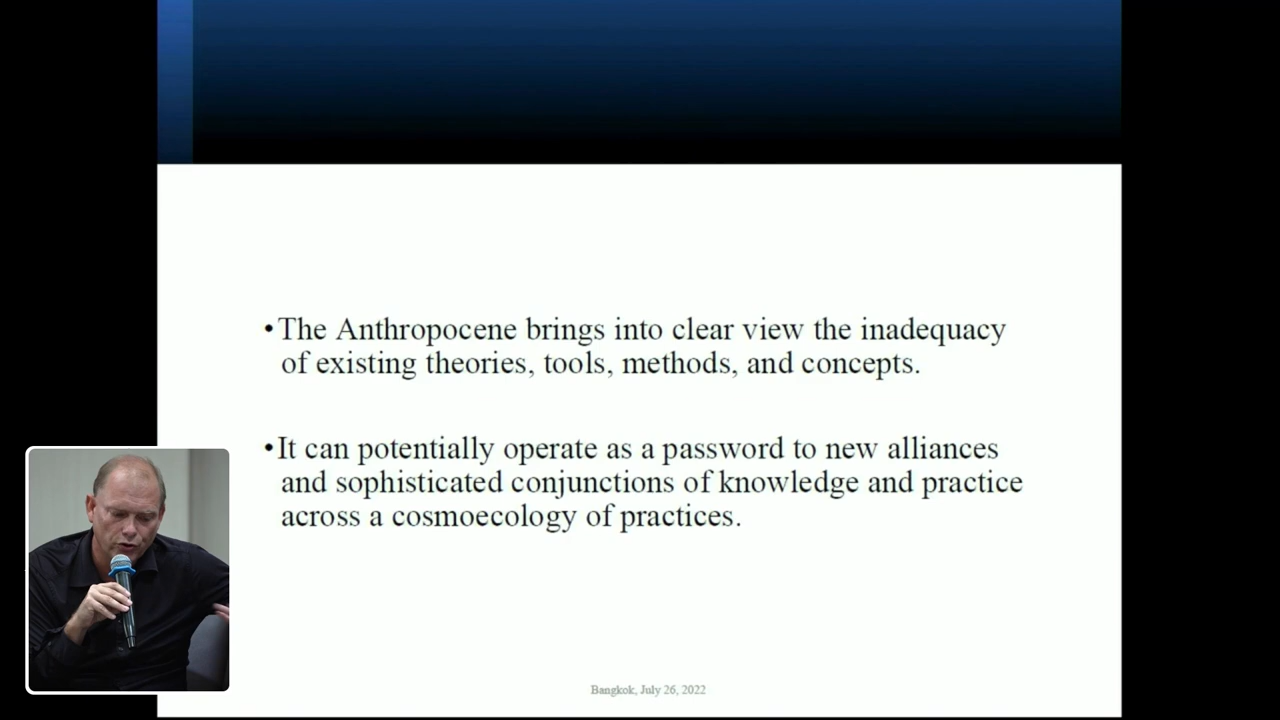 •The Anthropocene brings into clear view the inadequacy
of existing theories, tools, methods, and concepts.
•It can potentially operate as a password to new alliances
and sophisticated conjunctions of knowledge and practice
across a cosmoecology of practices.
Bangkok, July 26, 2022